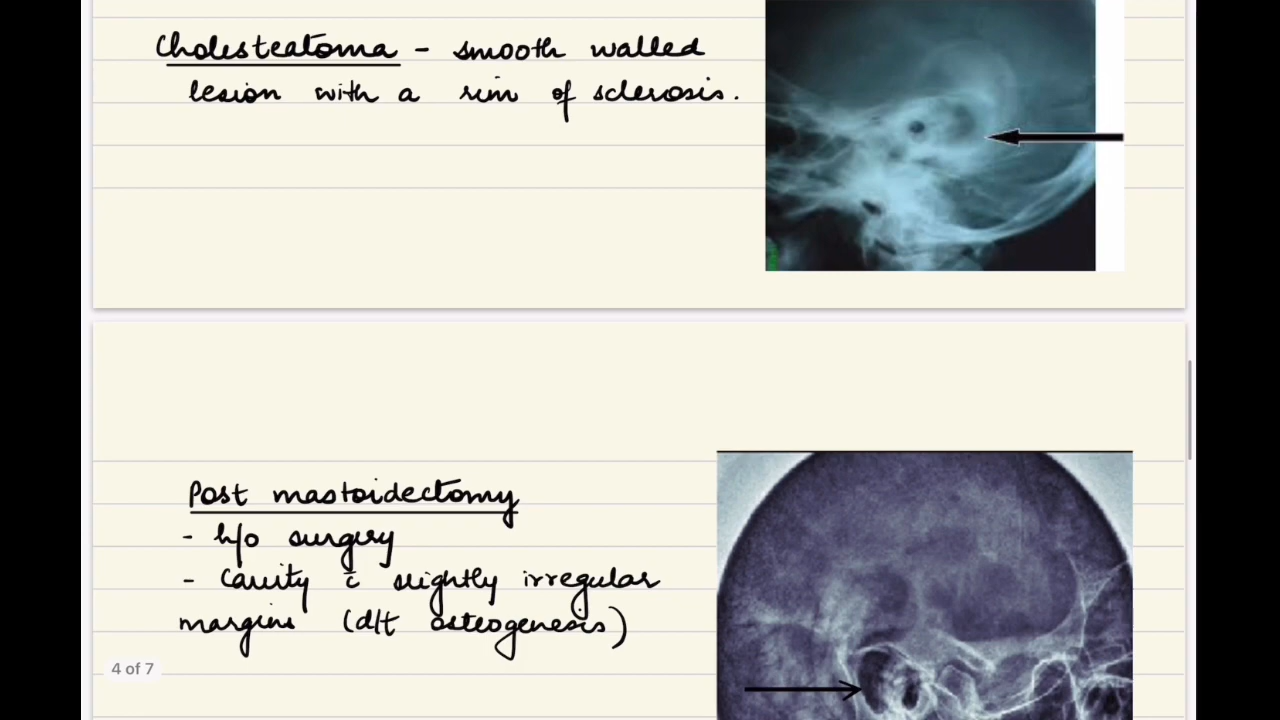 Cholesteatoma - smooth walled
lesion with a rim of sclerosis.
Post mastoidectomy
- h/o surgery
- Cavity c̄ slightly irregular
margins (d/t osteogenesis)
4 of 7